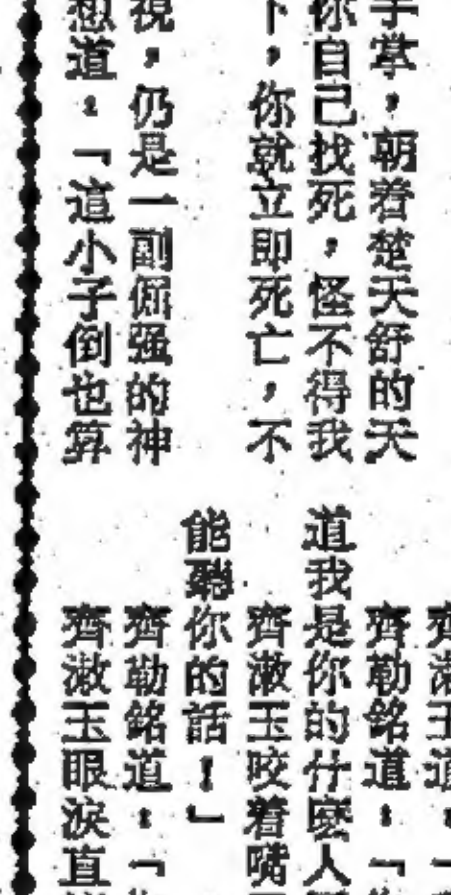 手掌，朝着楚天舒的天
你自己找死，怪不得我
下，你就立即死亡，不
視，仍是一副倔强的神
想道：「這小子倒也算
齊漱玉道：「
齊勒銘道：「
道我是你的什麼人
齊漱玉咬着嘴
能聽你的話！」
齊勒銘道：「
齊漱玉眼淚直